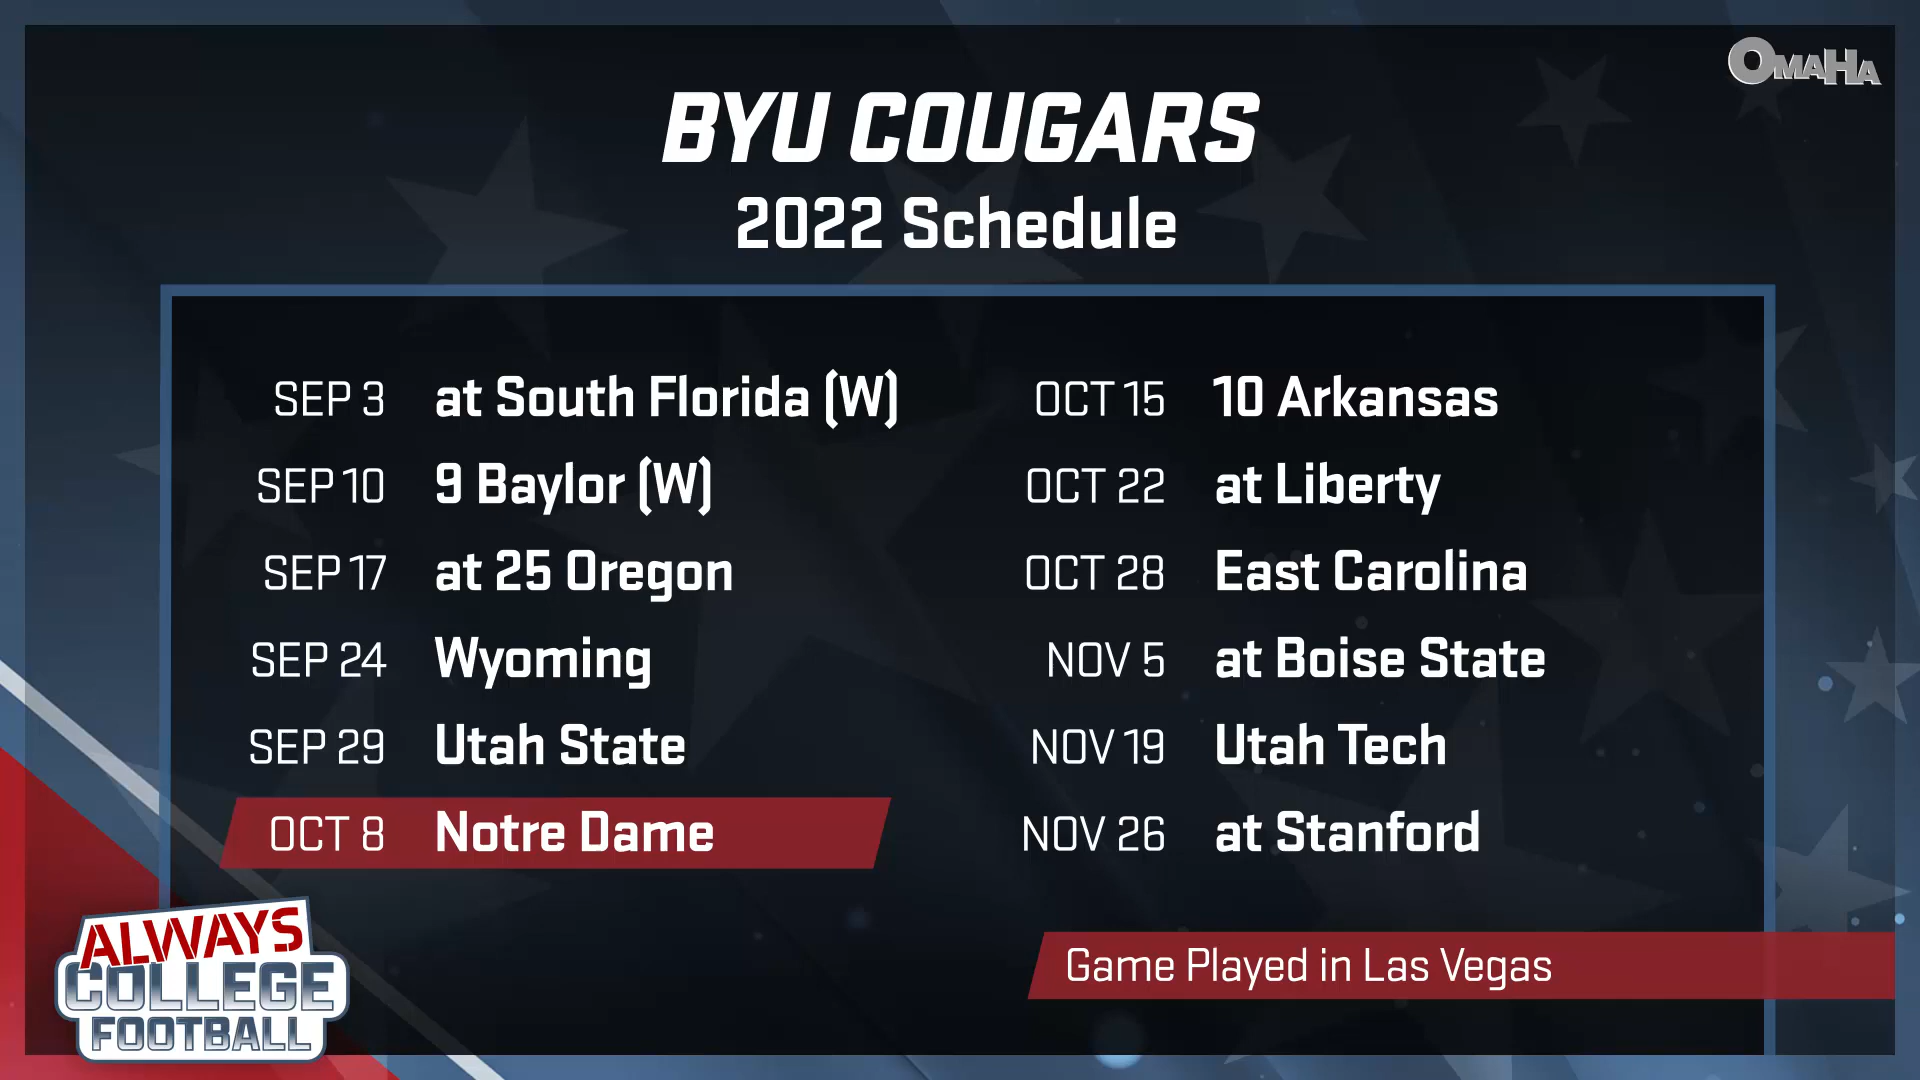 OMAHA
BYU COUGARS
2022 Schedule
SEP 3 at South Florida (W)
SEP 10 9 Baylor (W)
SEP 17 at 25 Oregon
SEP 24 Wyoming
SEP 29 Utah State
OCT 8 Notre Dame
OCT 15 10 Arkansas
OCT 22 at Liberty
OCT 28 East Carolina
NOV 5 at Boise State
NOV 19 Utah Tech
NOV 26 at Stanford
Game Played in Las Vegas
ALWAYS
COLLEGE
FOOTBALL